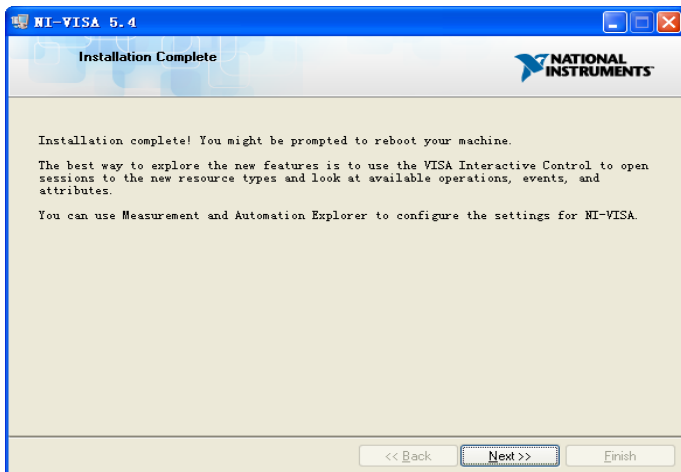 NI-VISA 5.4
Installation Complete
NATIONAL
INSTRUMENTS™
Installation complete! You might be prompted to reboot your machine.
The best way to explore the new features is to use the VISA Interactive Control to open
sessions to the new resource types and look at available operations, events, and
attributes.
You can use Measurement and Automation Explorer to configure the settings for NI-VISA.
<< Back
Next >>
Finish